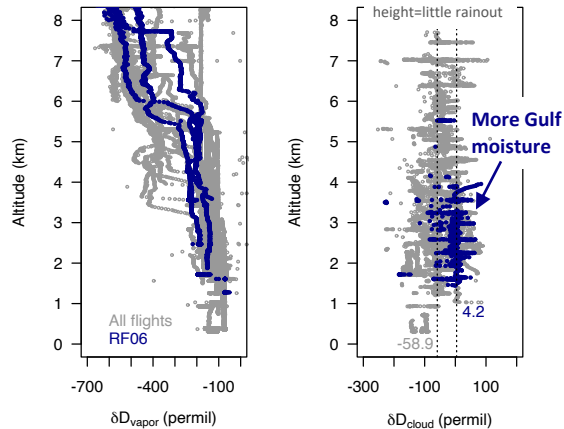 8
7
6
5
4
3
2
1
0
Altitude (km)
All flights
RF06
-700
-400
-100
δDvapor (permil)
height=little rainout
8
7
6
5
4
3
2
1
0
Altitude (km)
More Gulf
moisture
4.2
-58.9
-300
-100
100
δDcloud (permil)